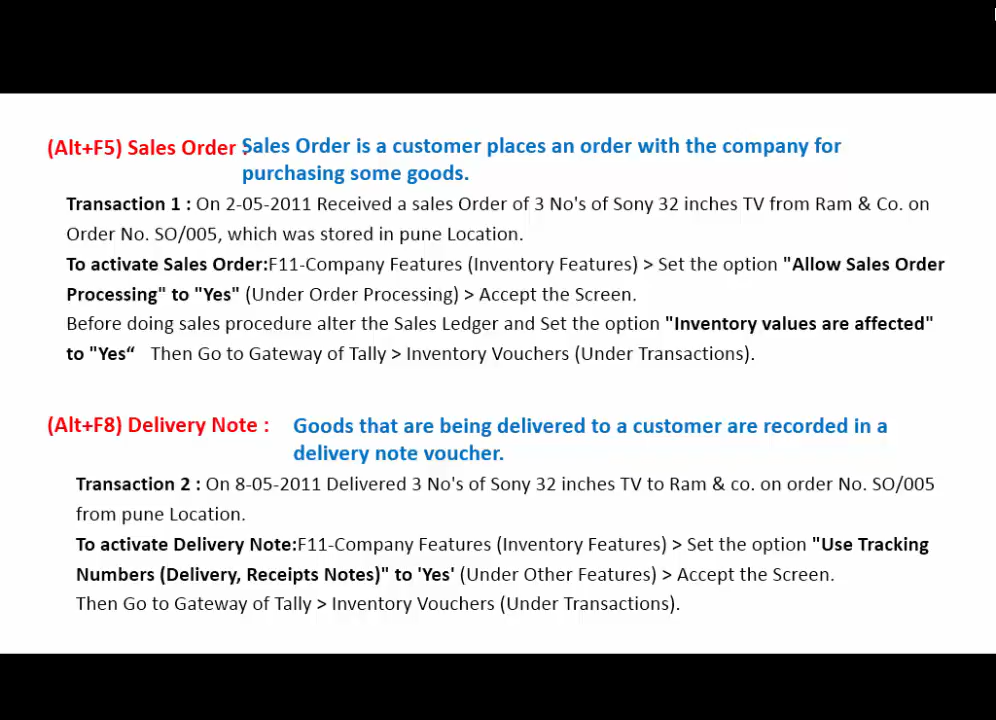 (Alt+F5) Sales Order : Sales Order is a customer places an order with the company for
purchasing some goods.
Transaction 1 : On 2-05-2011 Received a sales Order of 3 No's of Sony 32 inches TV from Ram & Co. on
Order No. SO/005, which was stored in pune Location.
To activate Sales Order:F11-Company Features (Inventory Features) > Set the option "Allow Sales Order
Processing" to "Yes" (Under Order Processing) > Accept the Screen.
Before doing sales procedure alter the Sales Ledger and Set the option "Inventory values are affected"
to "Yes“ Then Go to Gateway of Tally > Inventory Vouchers (Under Transactions).
(Alt+F8) Delivery Note : Goods that are being delivered to a customer are recorded in a
delivery note voucher.
Transaction 2 : On 8-05-2011 Delivered 3 No's of Sony 32 inches TV to Ram & co. on order No. SO/005
from pune Location.
To activate Delivery Note:F11-Company Features (Inventory Features) > Set the option "Use Tracking
Numbers (Delivery, Receipts Notes)" to 'Yes' (Under Other Features) > Accept the Screen.
Then Go to Gateway of Tally > Inventory Vouchers (Under Transactions).